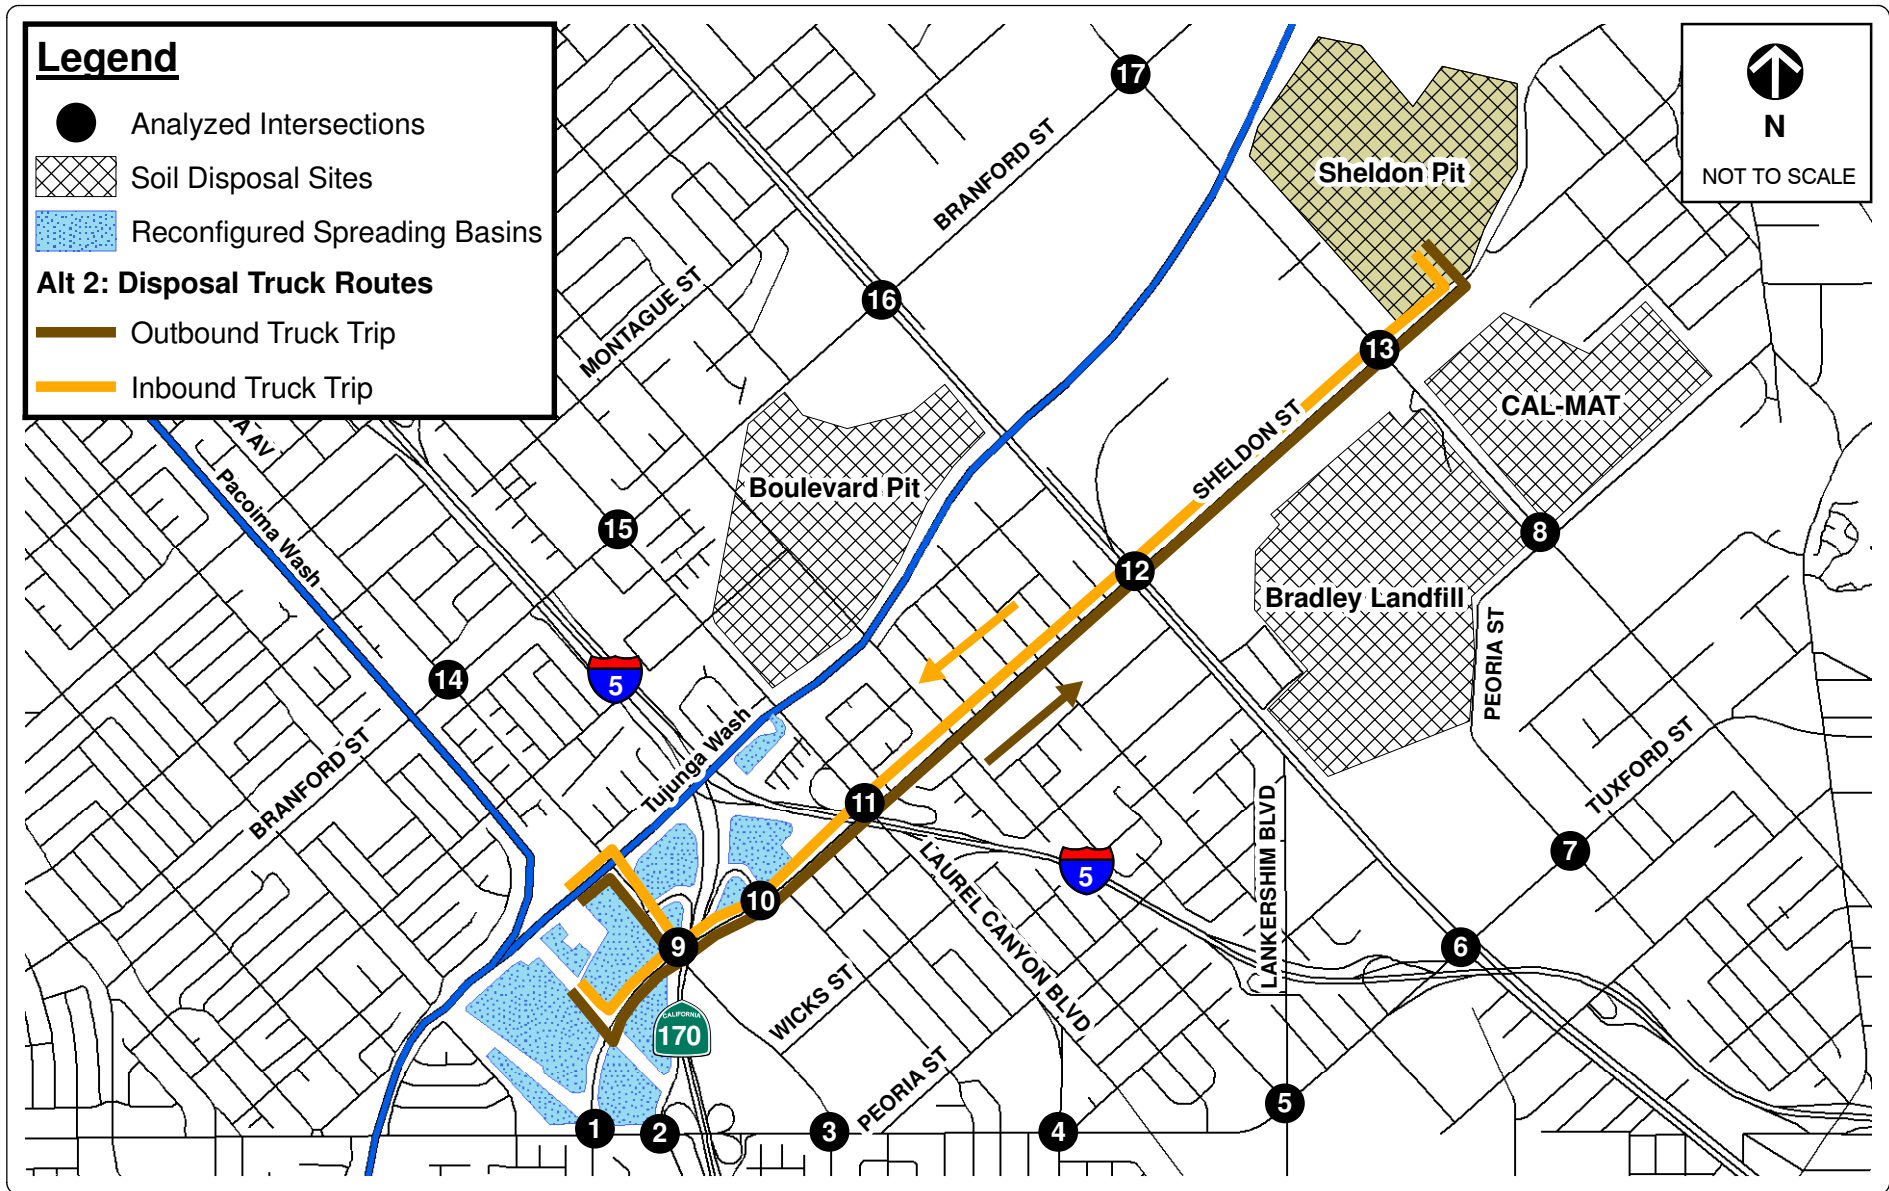 Legend
Analyzed Intersections
Soil Disposal Sites
Reconfigured Spreading Basins
Alt 2: Disposal Truck Routes
Outbound Truck Trip
Inbound Truck Trip
N
NOT TO SCALE
17
BRANFORD ST
Sheldon Pit
16
MONTAGUE ST
13
CAL-MAT
SHELDON ST
AV
Pacoima Wash
Boulevard Pit
15
8
12
Bradley Landfill
PEORIA ST
14
5
Tujunga Wash
BRANFORD ST
TUXFORD ST
11
LANKERSHIM BLVD
7
5
LAUREL CANYON BLVD
10
9
6
WICKS ST
CALIFORNIA
170
PEORIA ST
5
1
2
3
4